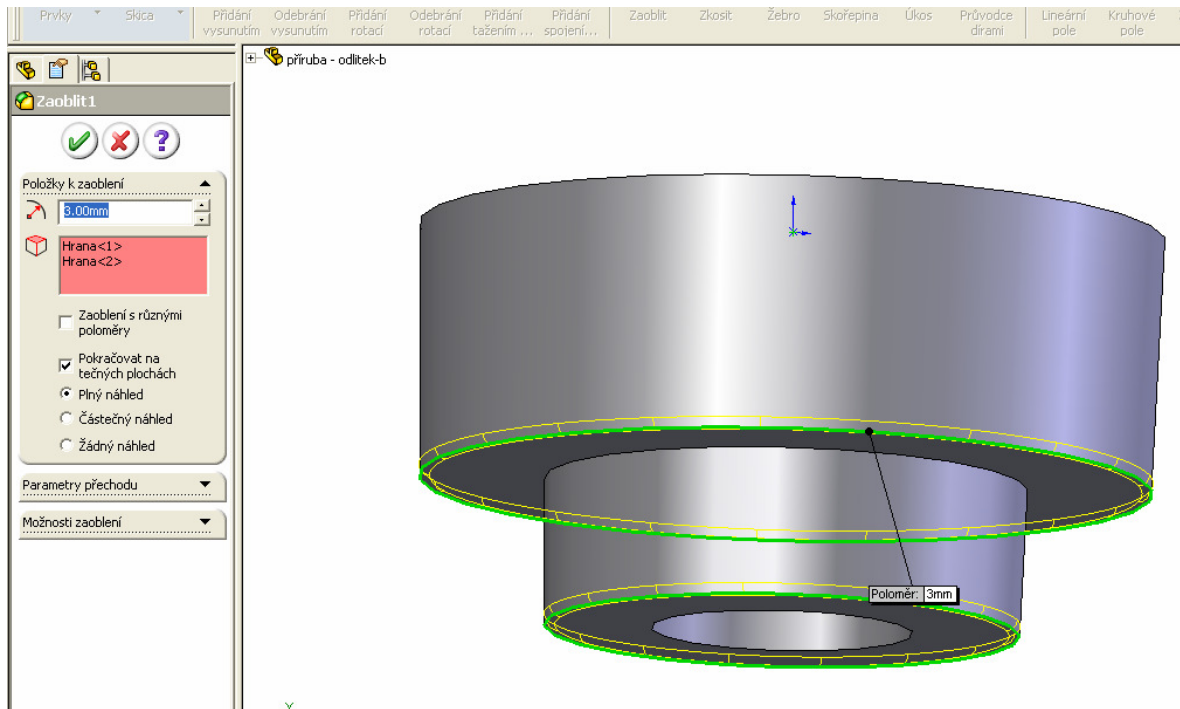 Prvky Skica Přidání Odebrání Přidání Odebrání Přidání Přidání Zaoblit Zkosit Žebro Skořepina Úkos Průvodce Lineární Kruhové
vysunutím vysunutím rotací rotací tažením ... spojení... dírami pole pole
příruba - odlitek-b
Zaoblit1
Položky k zaoblení
3.00mm
Hrana<1>
Hrana<2>
Zaoblení s různými
poloměry
Pokračovat na
tečných plochách
Plný náhled
Částečný náhled
Žádný náhled
Parametry přechodu
Možnosti zaoblení
Poloměr: 3mm